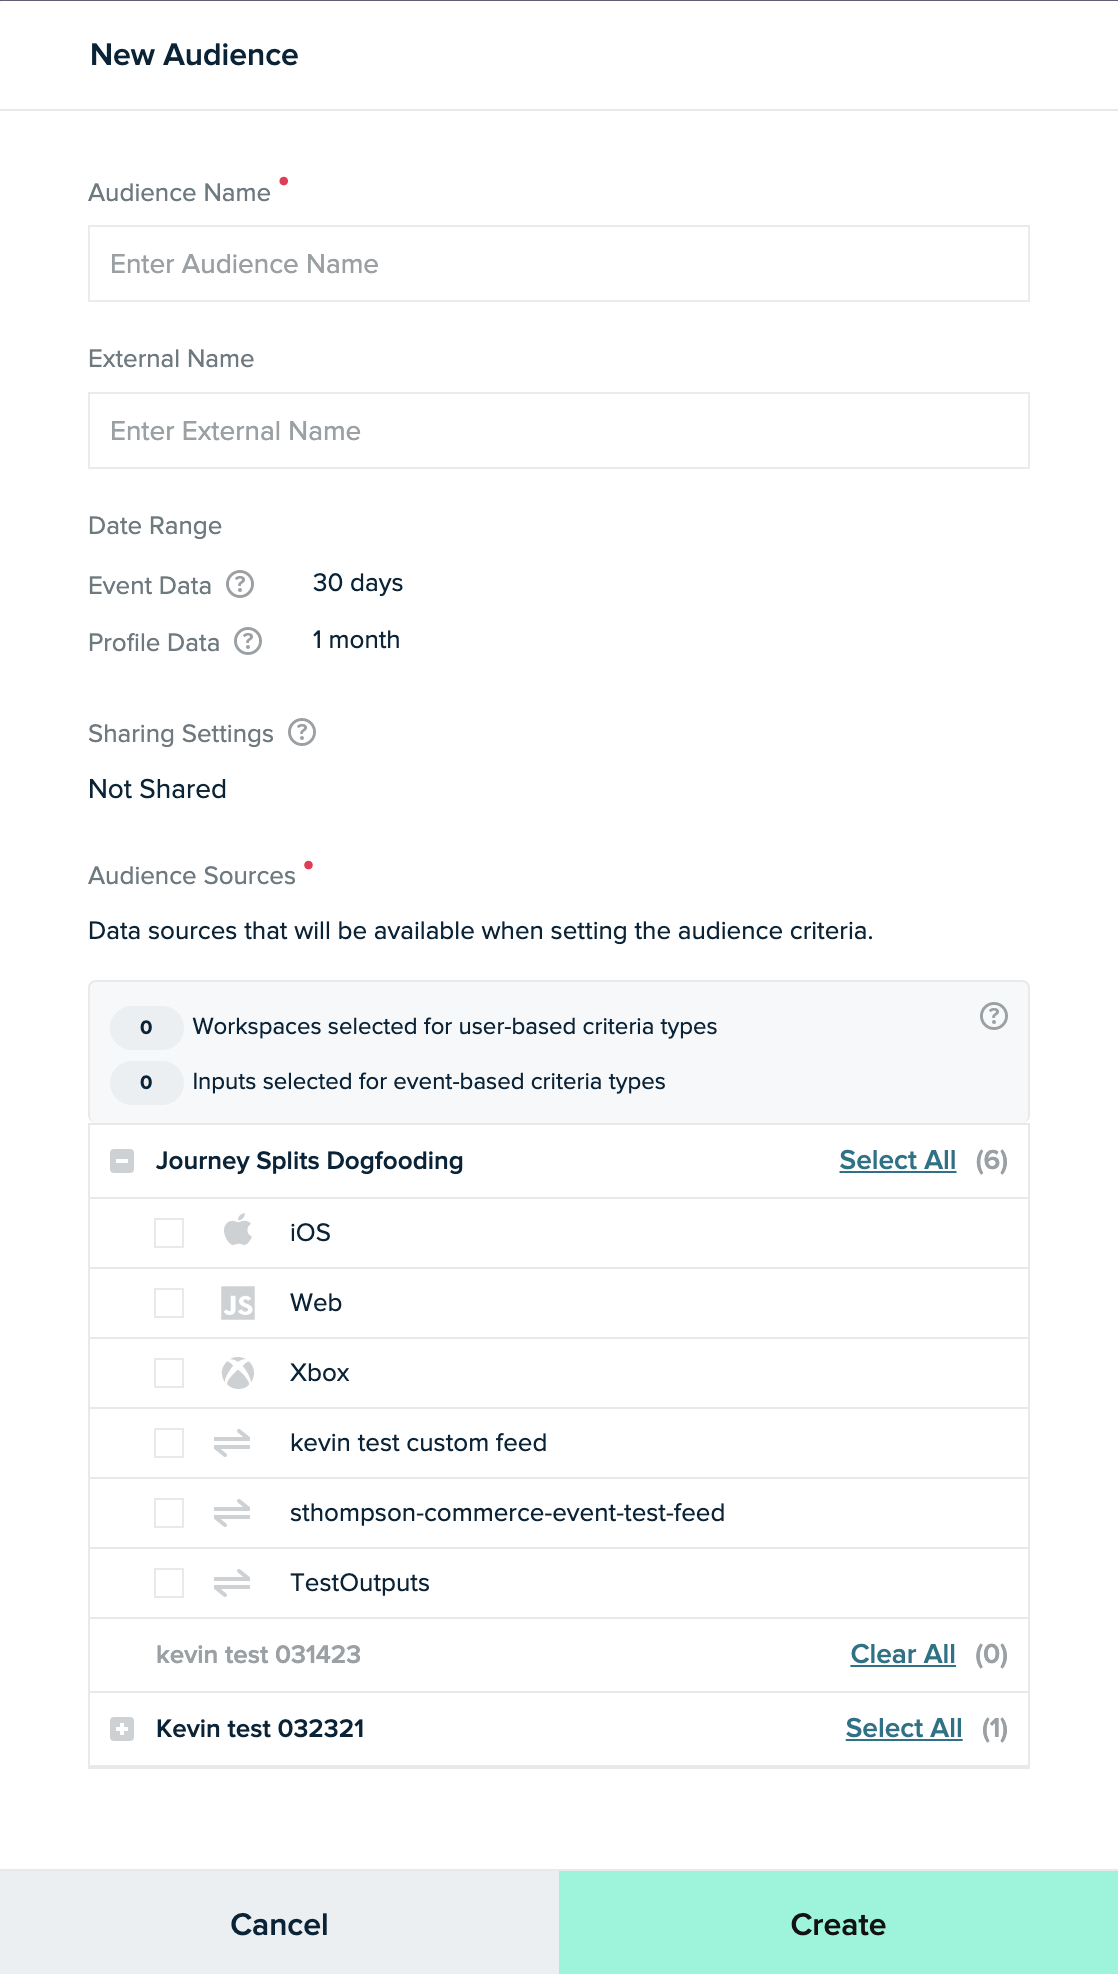 New Audience
Audience Name
Enter Audience Name
External Name
Enter External Name
Date Range
Event Data ? 30 days
Profile Data ? 1 month
Sharing Settings ?
Not Shared
Audience Sources
Data sources that will be available when setting the audience criteria.
0 Workspaces selected for user-based criteria types ?
0 Inputs selected for event-based criteria types
Journey Splits Dogfooding Select All (6)
iOS
JS Web
Xbox
kevin test custom feed
sthompson-commerce-event-test-feed
TestOutputs
kevin test 031423 Clear All (0)
Kevin test 032321 Select All (1)
Cancel Create